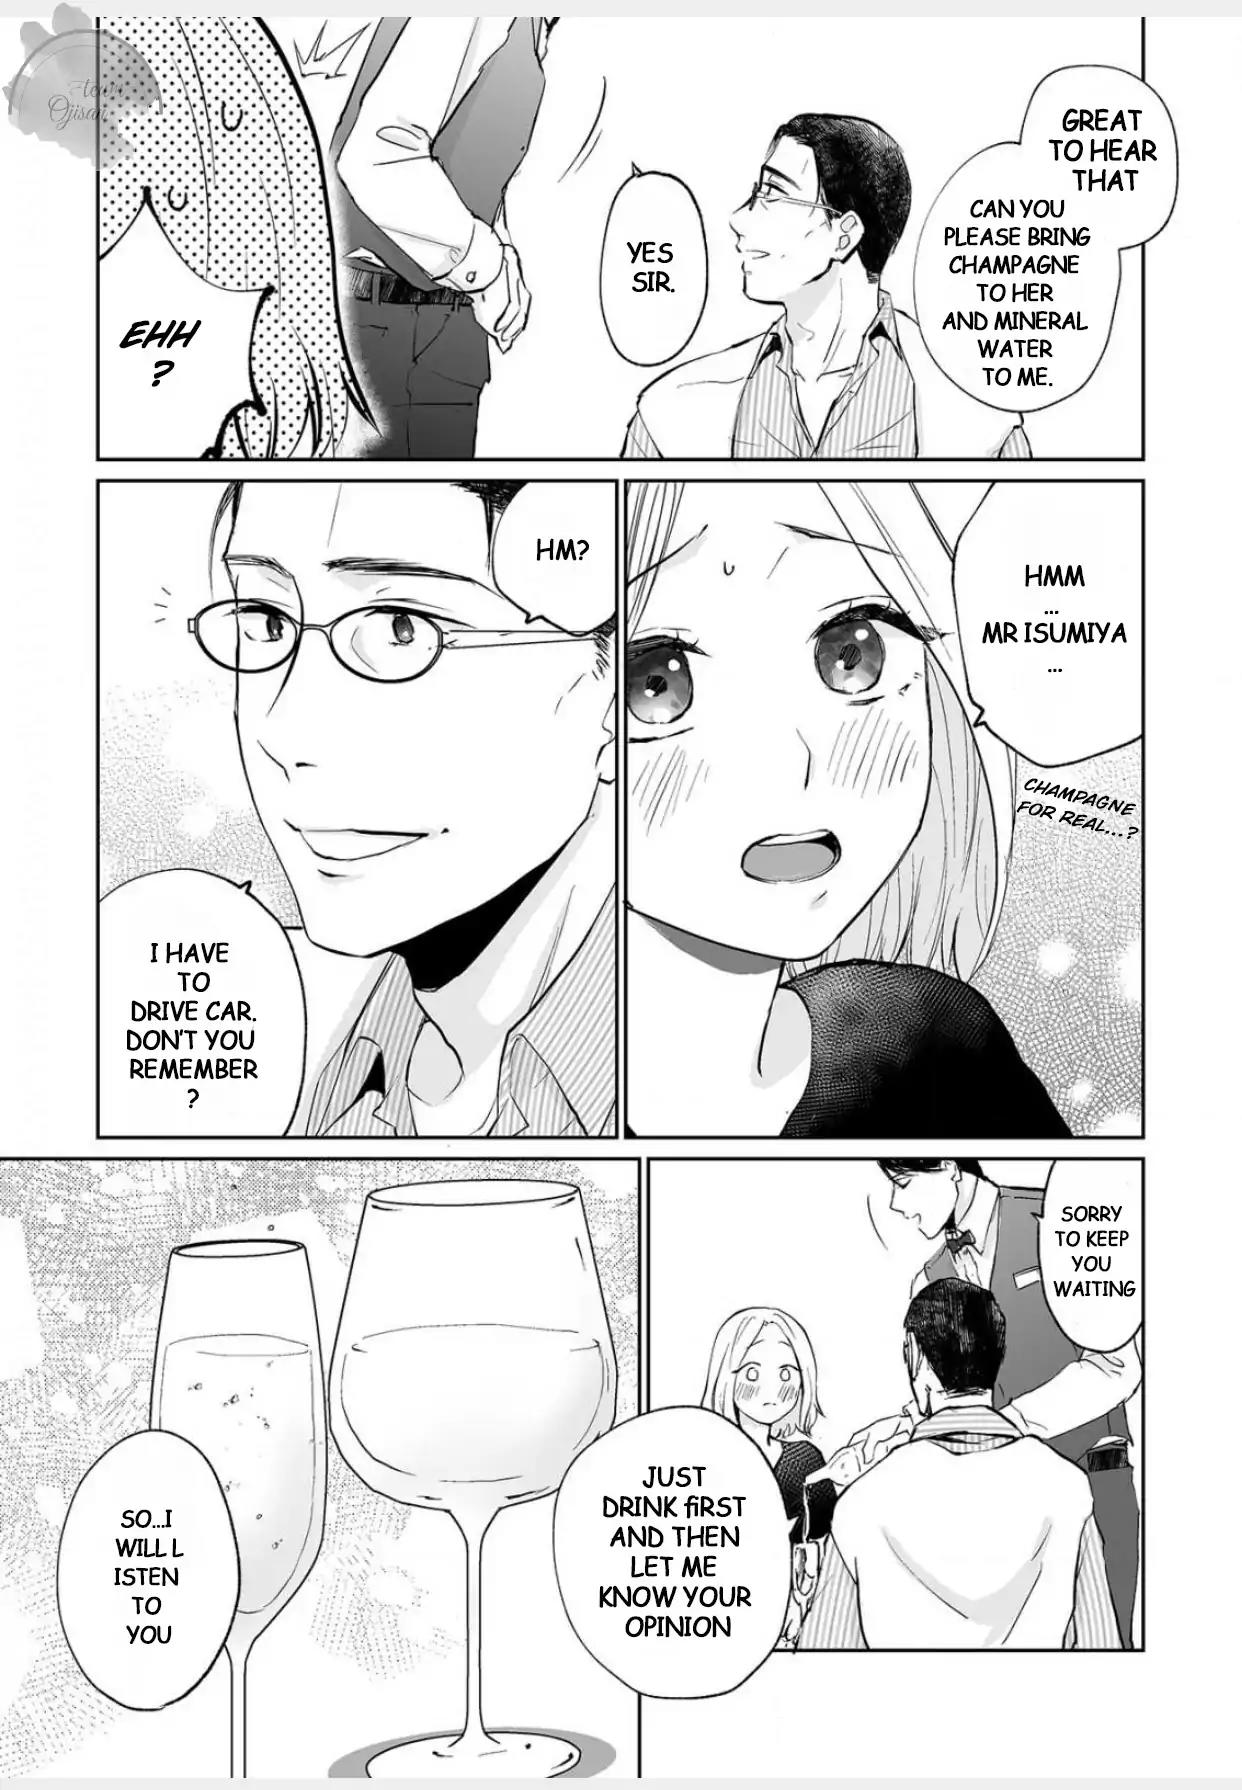 team
Ojisan
GREAT
TO HEAR
THAT
CAN YOU
PLEASE BRING
CHAMPAGNE
TO HER
AND MINERAL
WATER
TO ME.
YES
SIR.
EHH
?
HMM
...
MR ISUMIYA
...
CHAMPAGNE
FOR REAL...?
HM?
I HAVE
TO
DRIVE CAR.
DON'T YOU
REMEMBER
?
SORRY
TO KEEP
YOU
WAITING
JUST
DRINK first
AND THEN
LET ME
KNOW YOUR
OPINION
SO...I
WILL L
ISTEN
TO
YOU